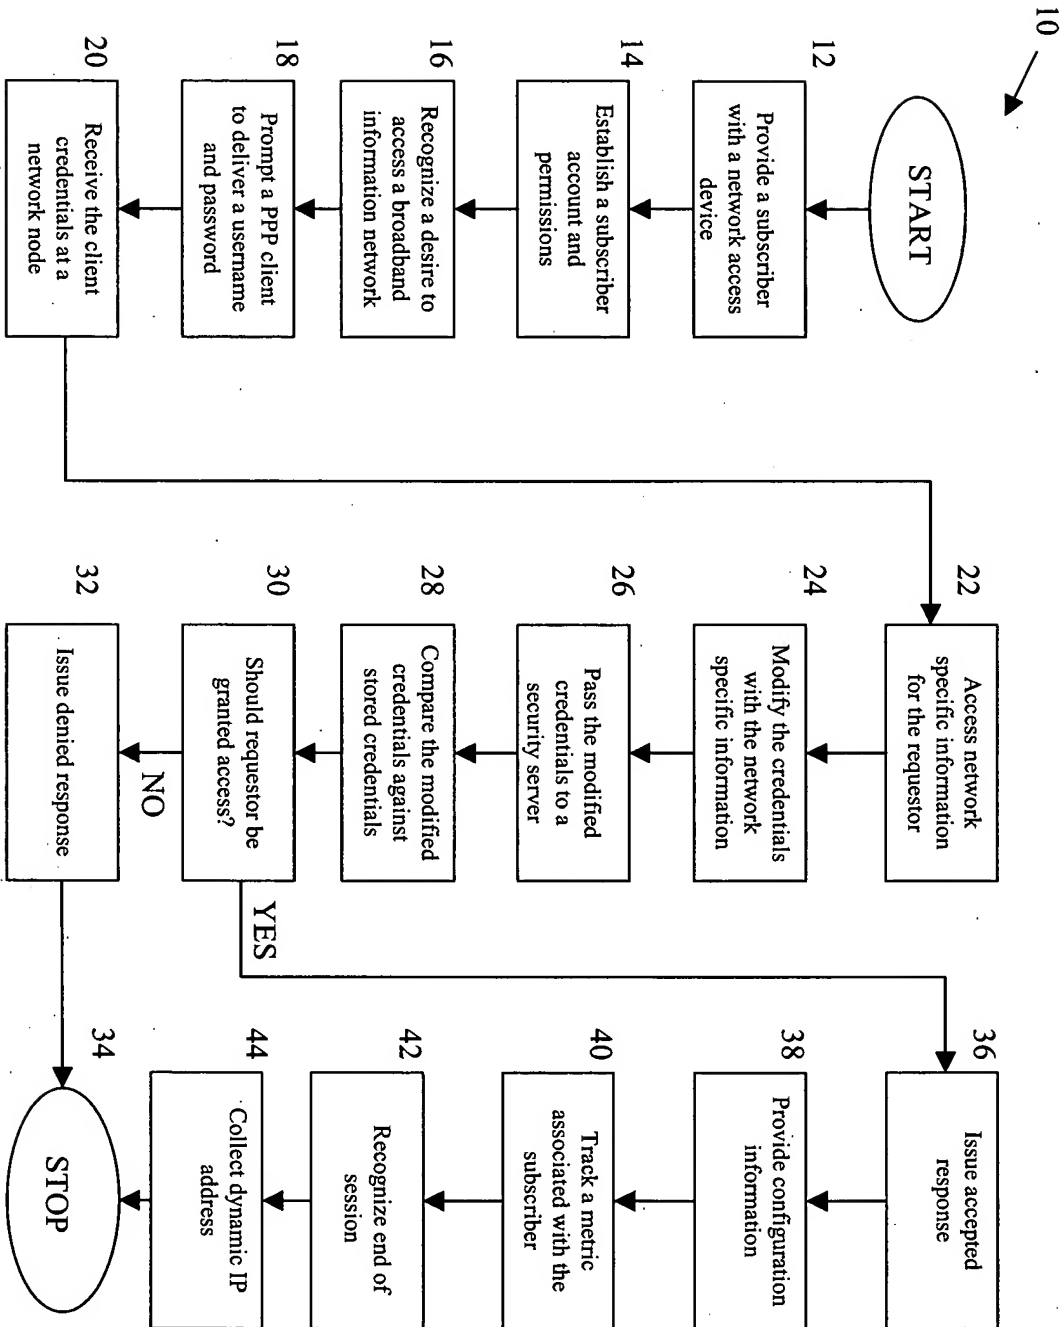 10
START
12
Provide a subscriber
with a network access
device
14
Establish a subscriber
account and
permissions
16
Recognize a desire to
access a broadband
information network
18
Prompt a PPP client
to deliver a username
and password
20
Receive the client
credentials at a
network node
22
Access network
specific information
for the requestor
24
Modify the credentials
with the network
specific information
26
Pass the modified
credentials to a
security server
28
Compare the modified
credentials against
stored credentials
30
Should requestor be
granted access?
NO
YES
32
Issue denied response
36
Issue accepted
response
38
Provide configuration
information
40
Track a metric
associated with the
subscriber
42
Recognize end of
session
44
Collect dynamic IP
address
34
STOP